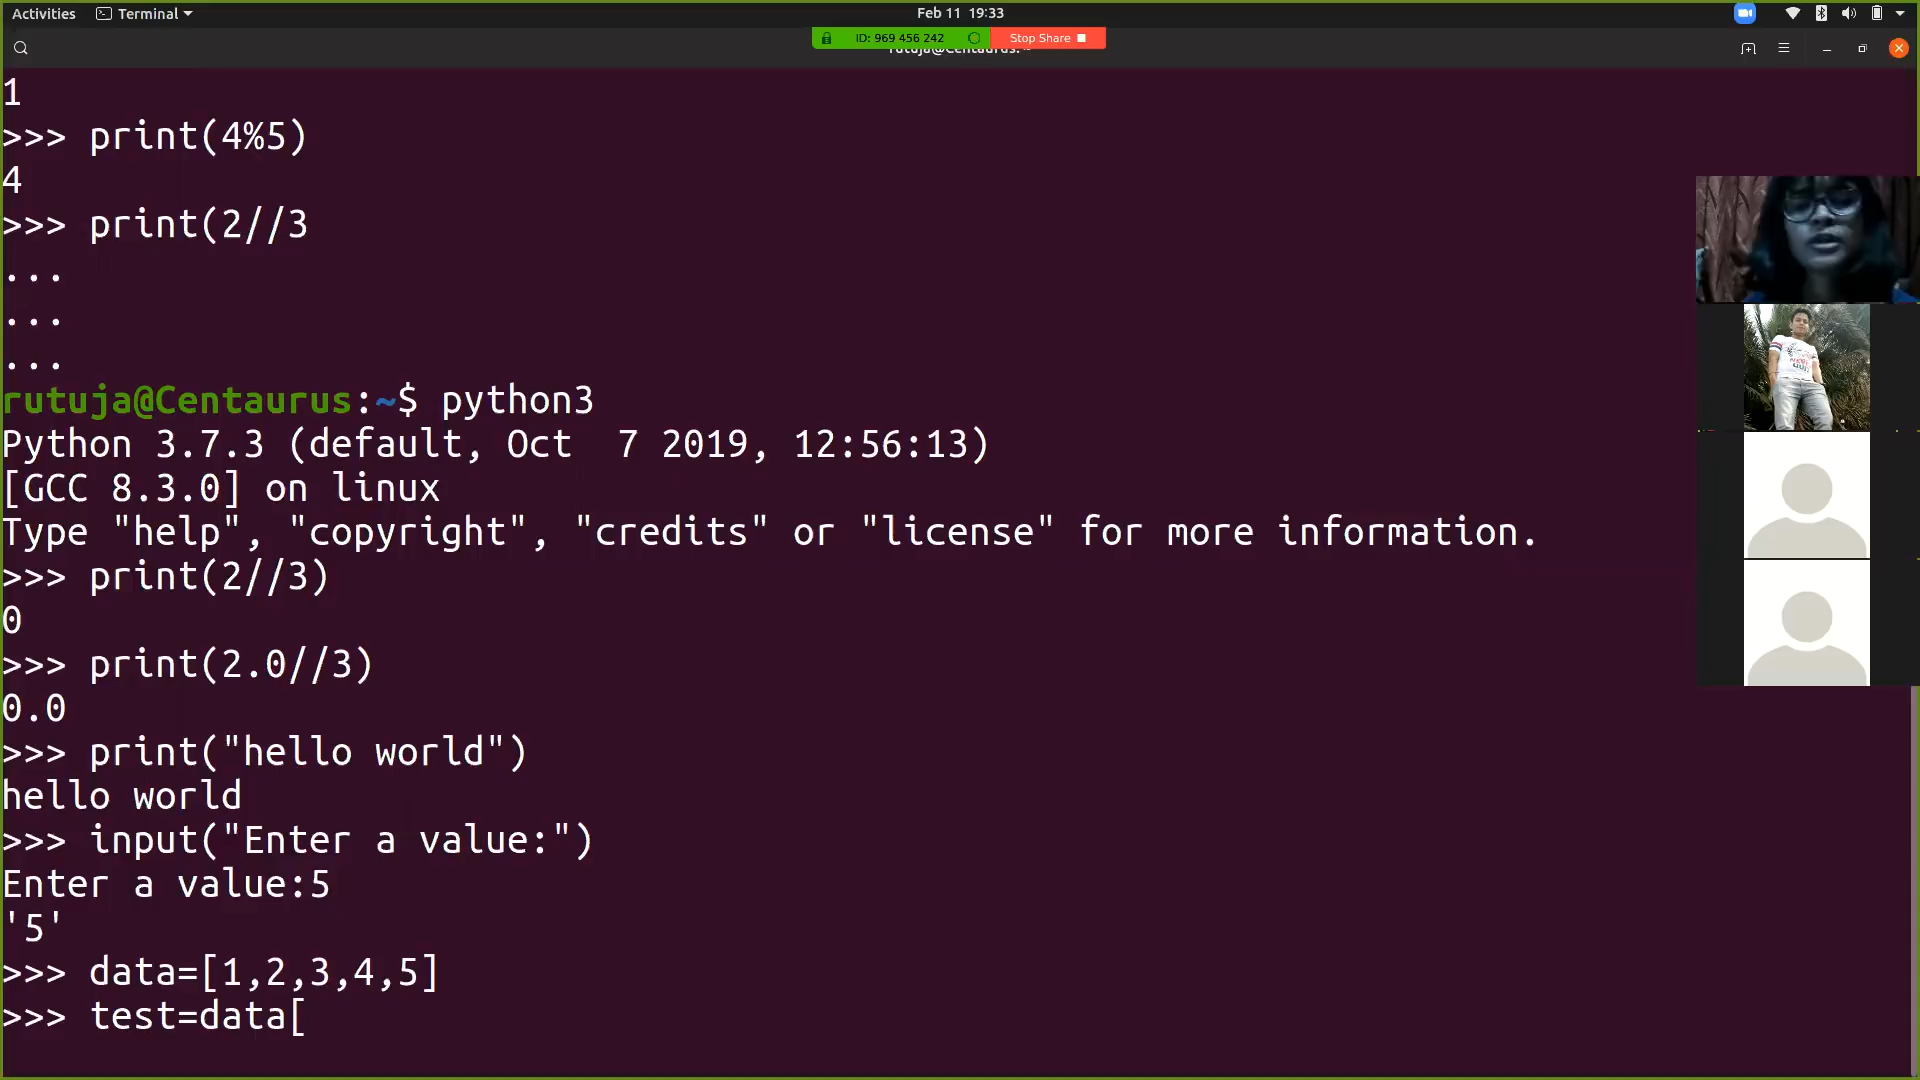 Activities Terminal Feb 11 19:33
ID: 969 456 242 Stop Share
rutuja@Centaurus: ~
1
>>> print(4%5)
4
>>> print(2//3
...
...
...
rutuja@Centaurus:~$ python3
Python 3.7.3 (default, Oct  7 2019, 12:56:13)
[GCC 8.3.0] on linux
Type "help", "copyright", "credits" or "license" for more information.
>>> print(2//3)
0
>>> print(2.0//3)
0.0
>>> print("hello world")
hello world
>>> input("Enter a value:")
Enter a value:5
'5'
>>> data=[1,2,3,4,5]
>>> test=data[